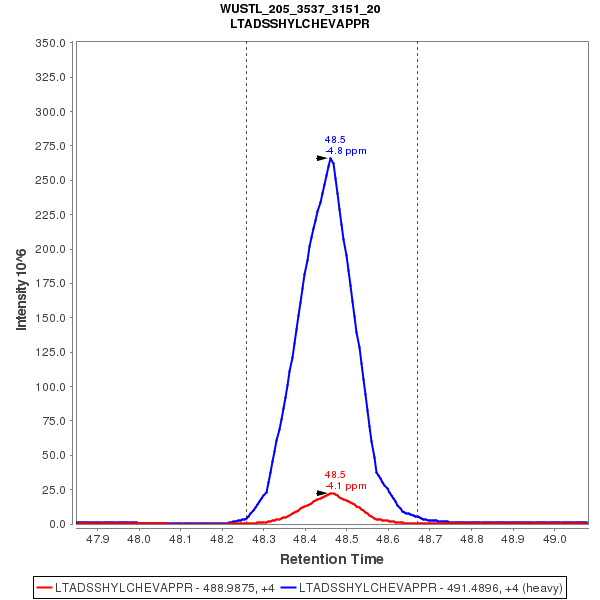 WUSTL_205_3537_3151_20
LTADSSHYLCHEVAPPR
350.0
325.0
300.0
275.0
250.0
225.0
200.0
175.0
150.0
125.0
100.0
75.0
50.0
25.0
0.0
Intensity 10^6
48.5
-4.8 ppm
48.5
-4.1 ppm
47.9 48.0 48.1 48.2 48.3 48.4 48.5 48.6 48.7 48.8 48.9 49.0
Retention Time
LTADSSHYLCHEVAPPR - 488.9875, +4 LTADSSHYLCHEVAPPR - 491.4896, +4 (heavy)